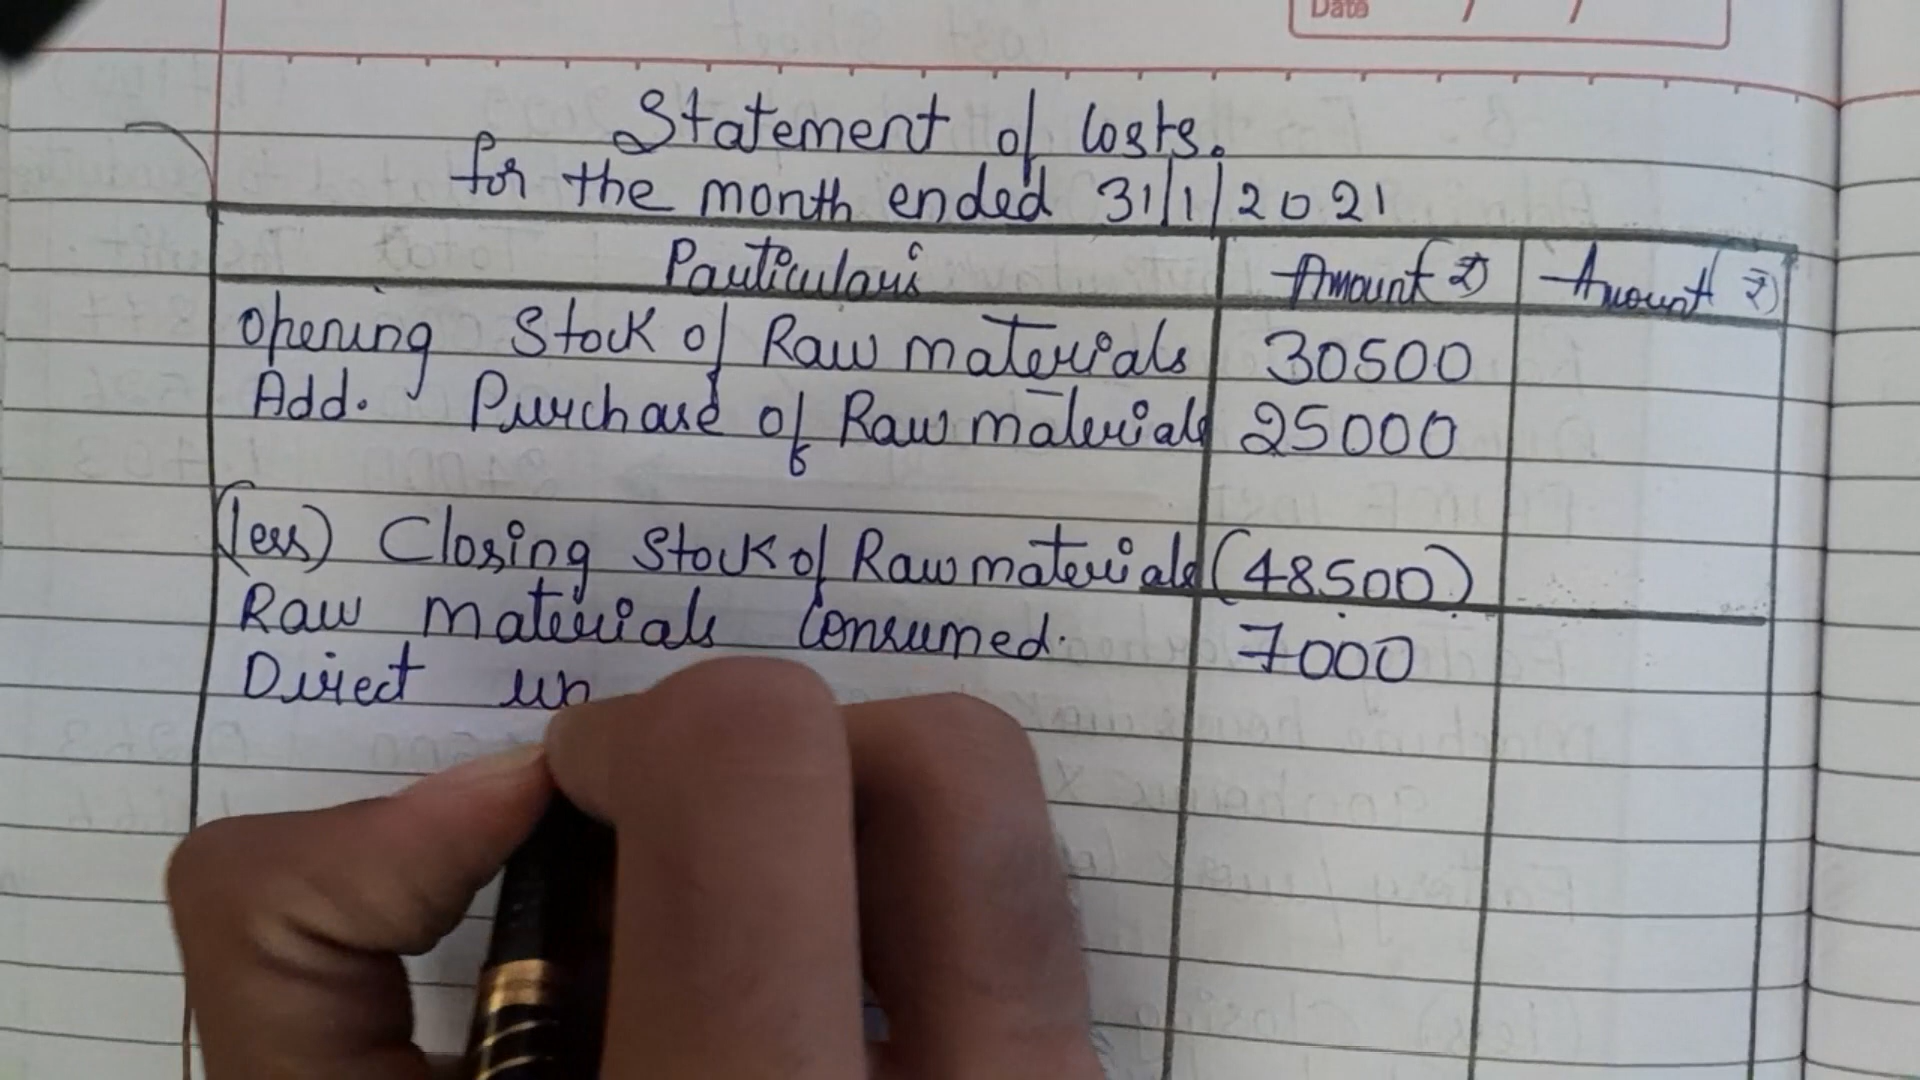 Date / /
Statement of Costs.
for the month ended 31/1/2021
Particulars Amount ₹) Amount ₹)
Opening Stock of Raw materials 30500
Add. Purchase of Raw materials 25000
(less) Closing Stock of Raw materials (48500)
Raw materials Consumed. 7000
Direct